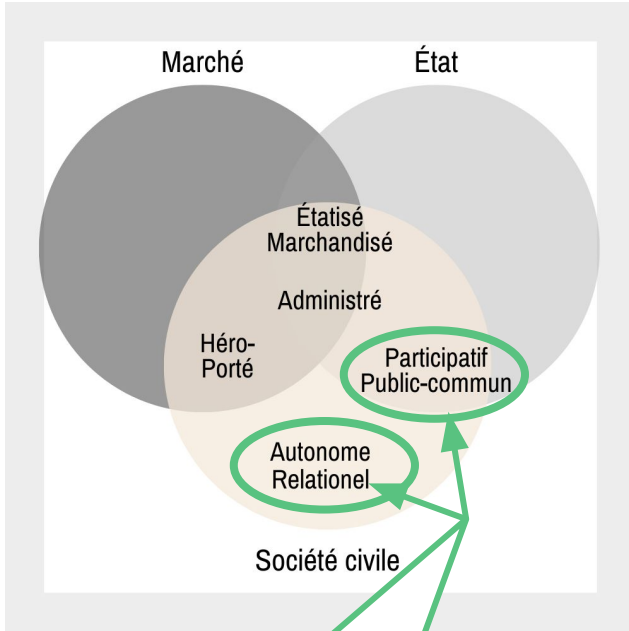 Marché
État
Étatisé
Marchandisé
Administré
Héro-
Porté
Participatif
Public-commun
Autonome
Relationel
Société civile